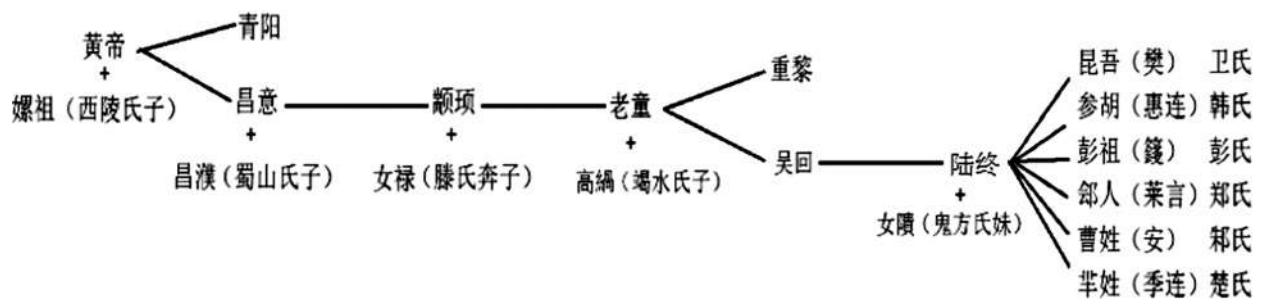 黄帝
+
嫘祖（西陵氏子）
青阳
昌意
+
昌濮（蜀山氏子）
颛顼
+
女禄（滕氏奔子）
老童
+
高緺（竭水氏子）
重黎
吴回
陆终
+
女隤（鬼方氏妹）
昆吾（樊） 卫氏
参胡（惠连）韩氏
彭祖（篯） 彭氏
郐人（莱言）郑氏
曹姓（安） 邾氏
芈姓（季连）楚氏